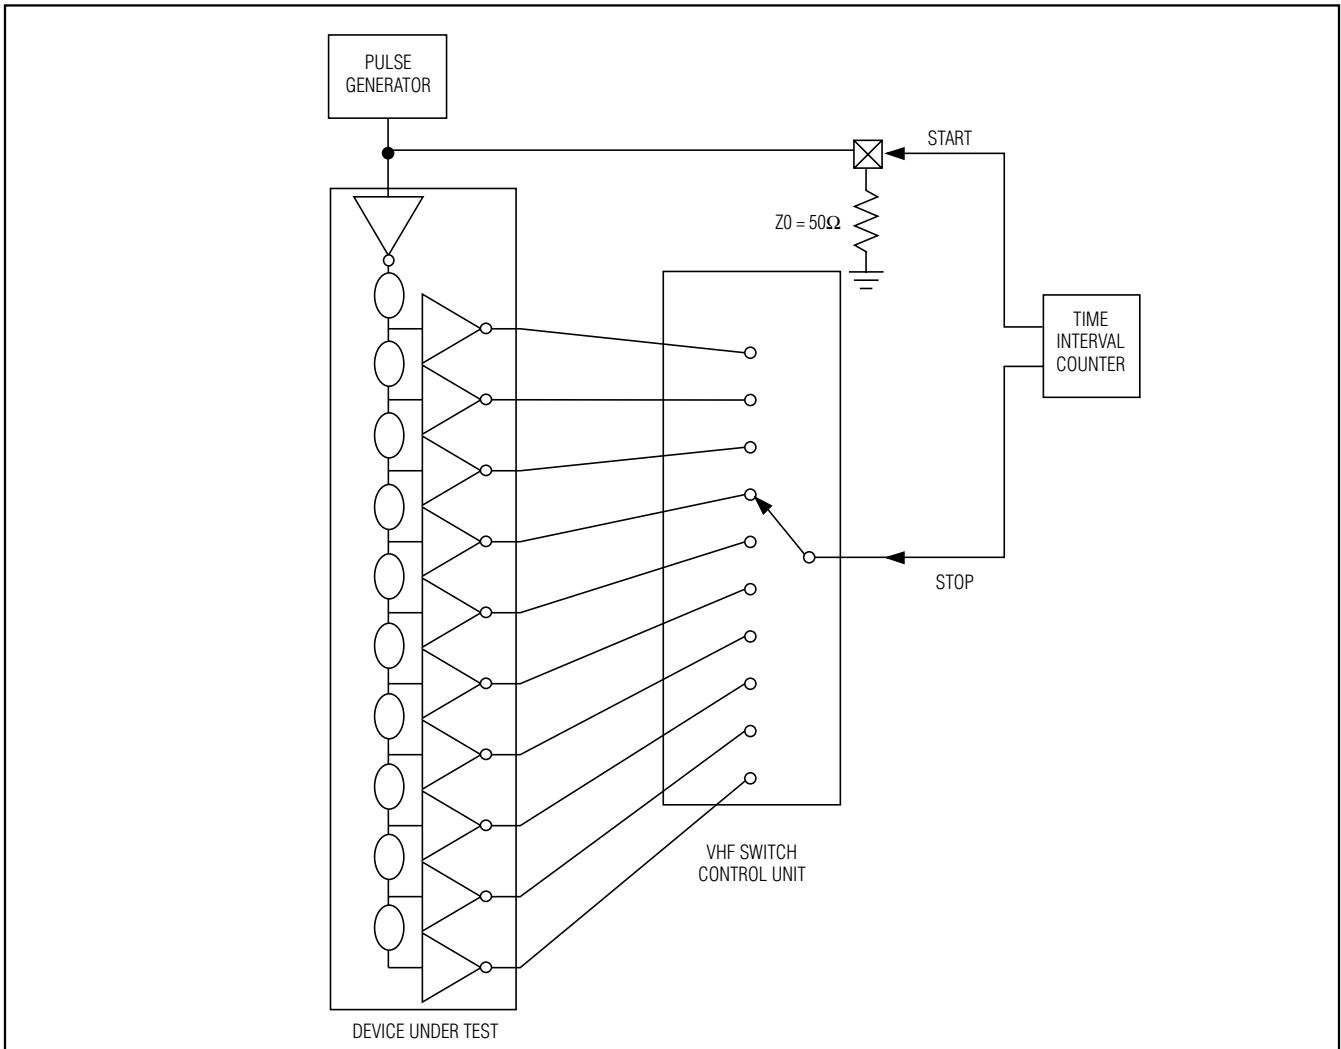 PULSE
GENERATOR
START
Z0 = 50Ω
TIME
INTERVAL
COUNTER
STOP
VHF SWITCH
CONTROL UNIT
DEVICE UNDER TEST